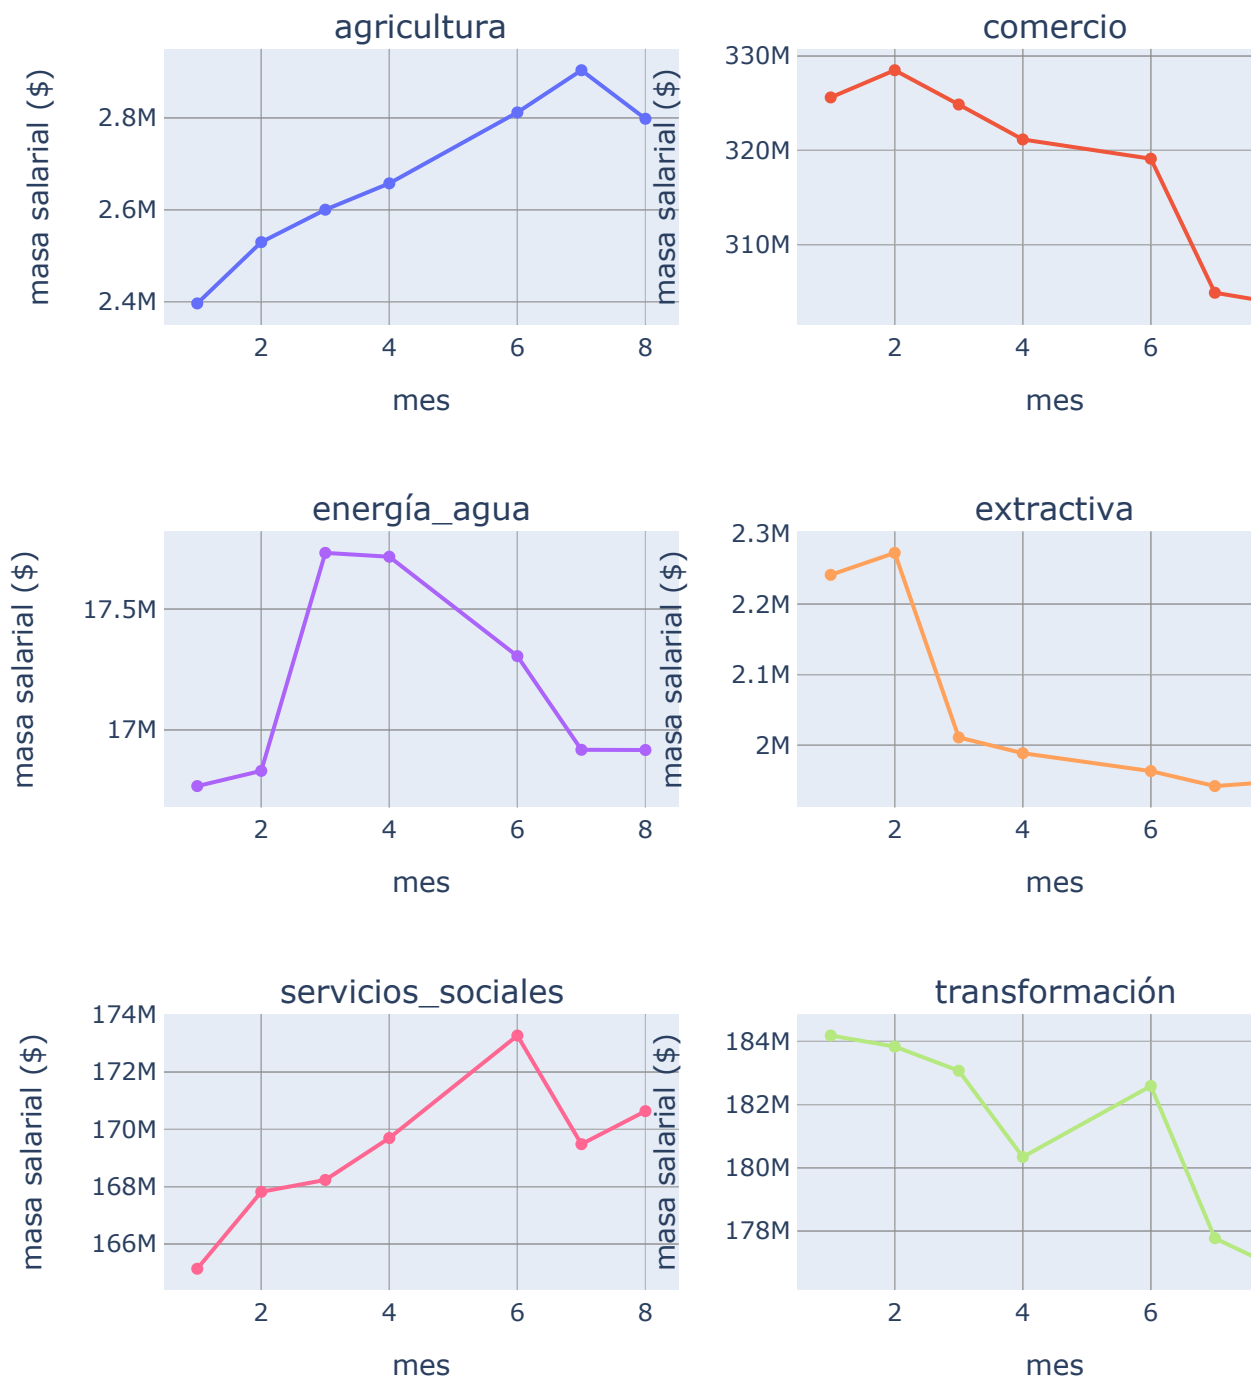 agricultura
comercio
masa salarial ($)
2.8M
2.6M
2.4M
2 4 6 8
mes
masa salarial ($)
330M
320M
310M
2 4 6
mes
energía_agua
extractiva
masa salarial ($)
17.5M
17M
2 4 6 8
mes
masa salarial ($)
2.3M
2.2M
2.1M
2M
2 4 6
mes
servicios_sociales
transformación
masa salarial ($)
174M
172M
170M
168M
166M
2 4 6 8
mes
masa salarial ($)
184M
182M
180M
178M
2 4 6
mes